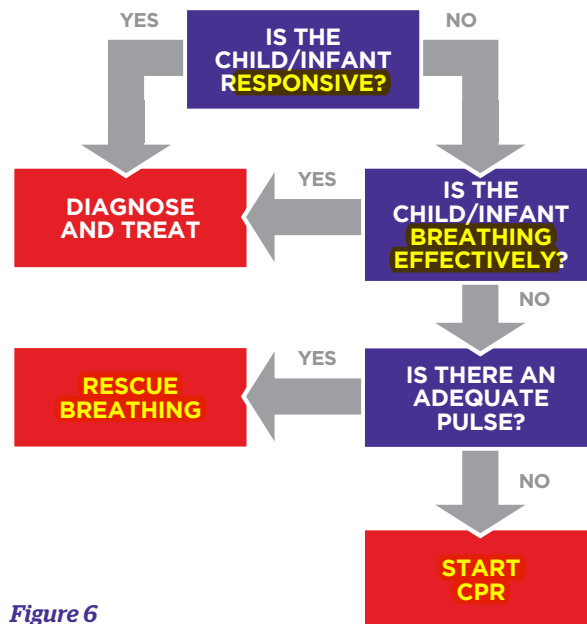 YES
IS THE
CHILD/INFANT
RESPONSIVE?
NO
DIAGNOSE
AND TREAT
YES
IS THE
CHILD/INFANT
BREATHING
EFFECTIVELY?
NO
RESCUE
BREATHING
YES
IS THERE AN
ADEQUATE
PULSE?
NO
START
CPR
Figure 6